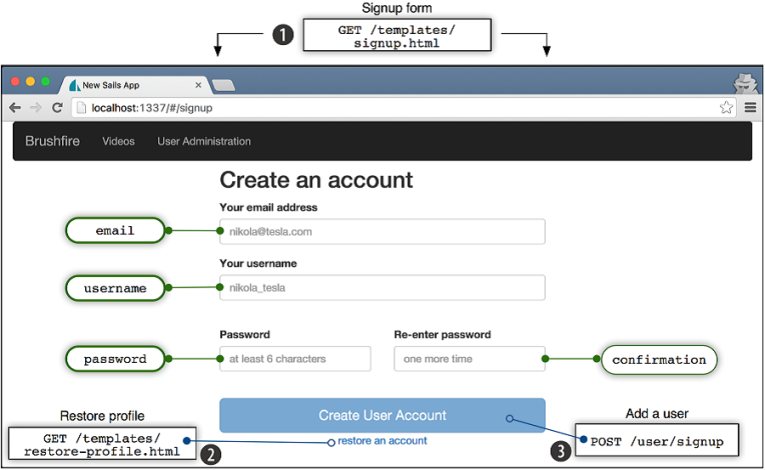 Signup form
1
GET /templates/
signup.html
New Sails App
localhost:1337/#/signup
Brushfire Videos User Administration
Create an account
Your email address
email
nikola@tesla.com
Your username
username
nikola_tesla
Password Re-enter password
password at least 6 characters one more time confirmation
Restore profile
Create User Account
Add a user
GET /templates/
restore-profile.html
2
restore an account
3
POST /user/signup